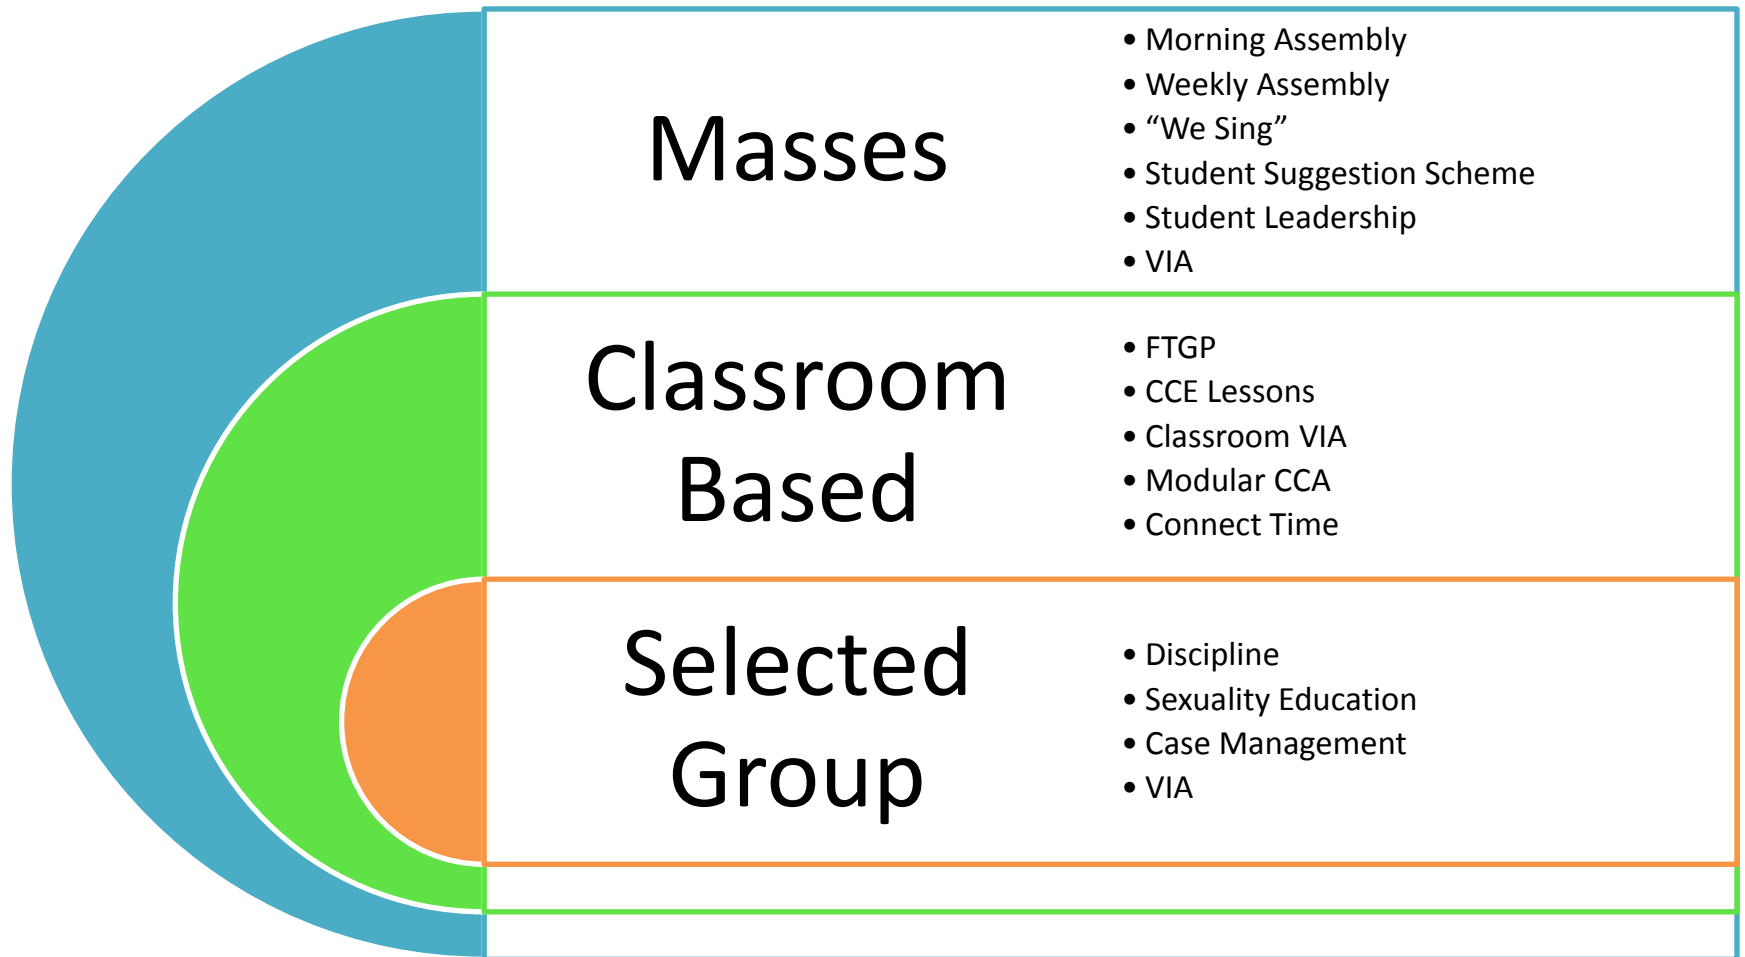 Masses
• Morning Assembly
• Weekly Assembly
• “We Sing”
• Student Suggestion Scheme
• Student Leadership
• VIA
Classroom
Based
• FTGP
• CCE Lessons
• Classroom VIA
• Modular CCA
• Connect Time
Selected
Group
• Discipline
• Sexuality Education
• Case Management
• VIA